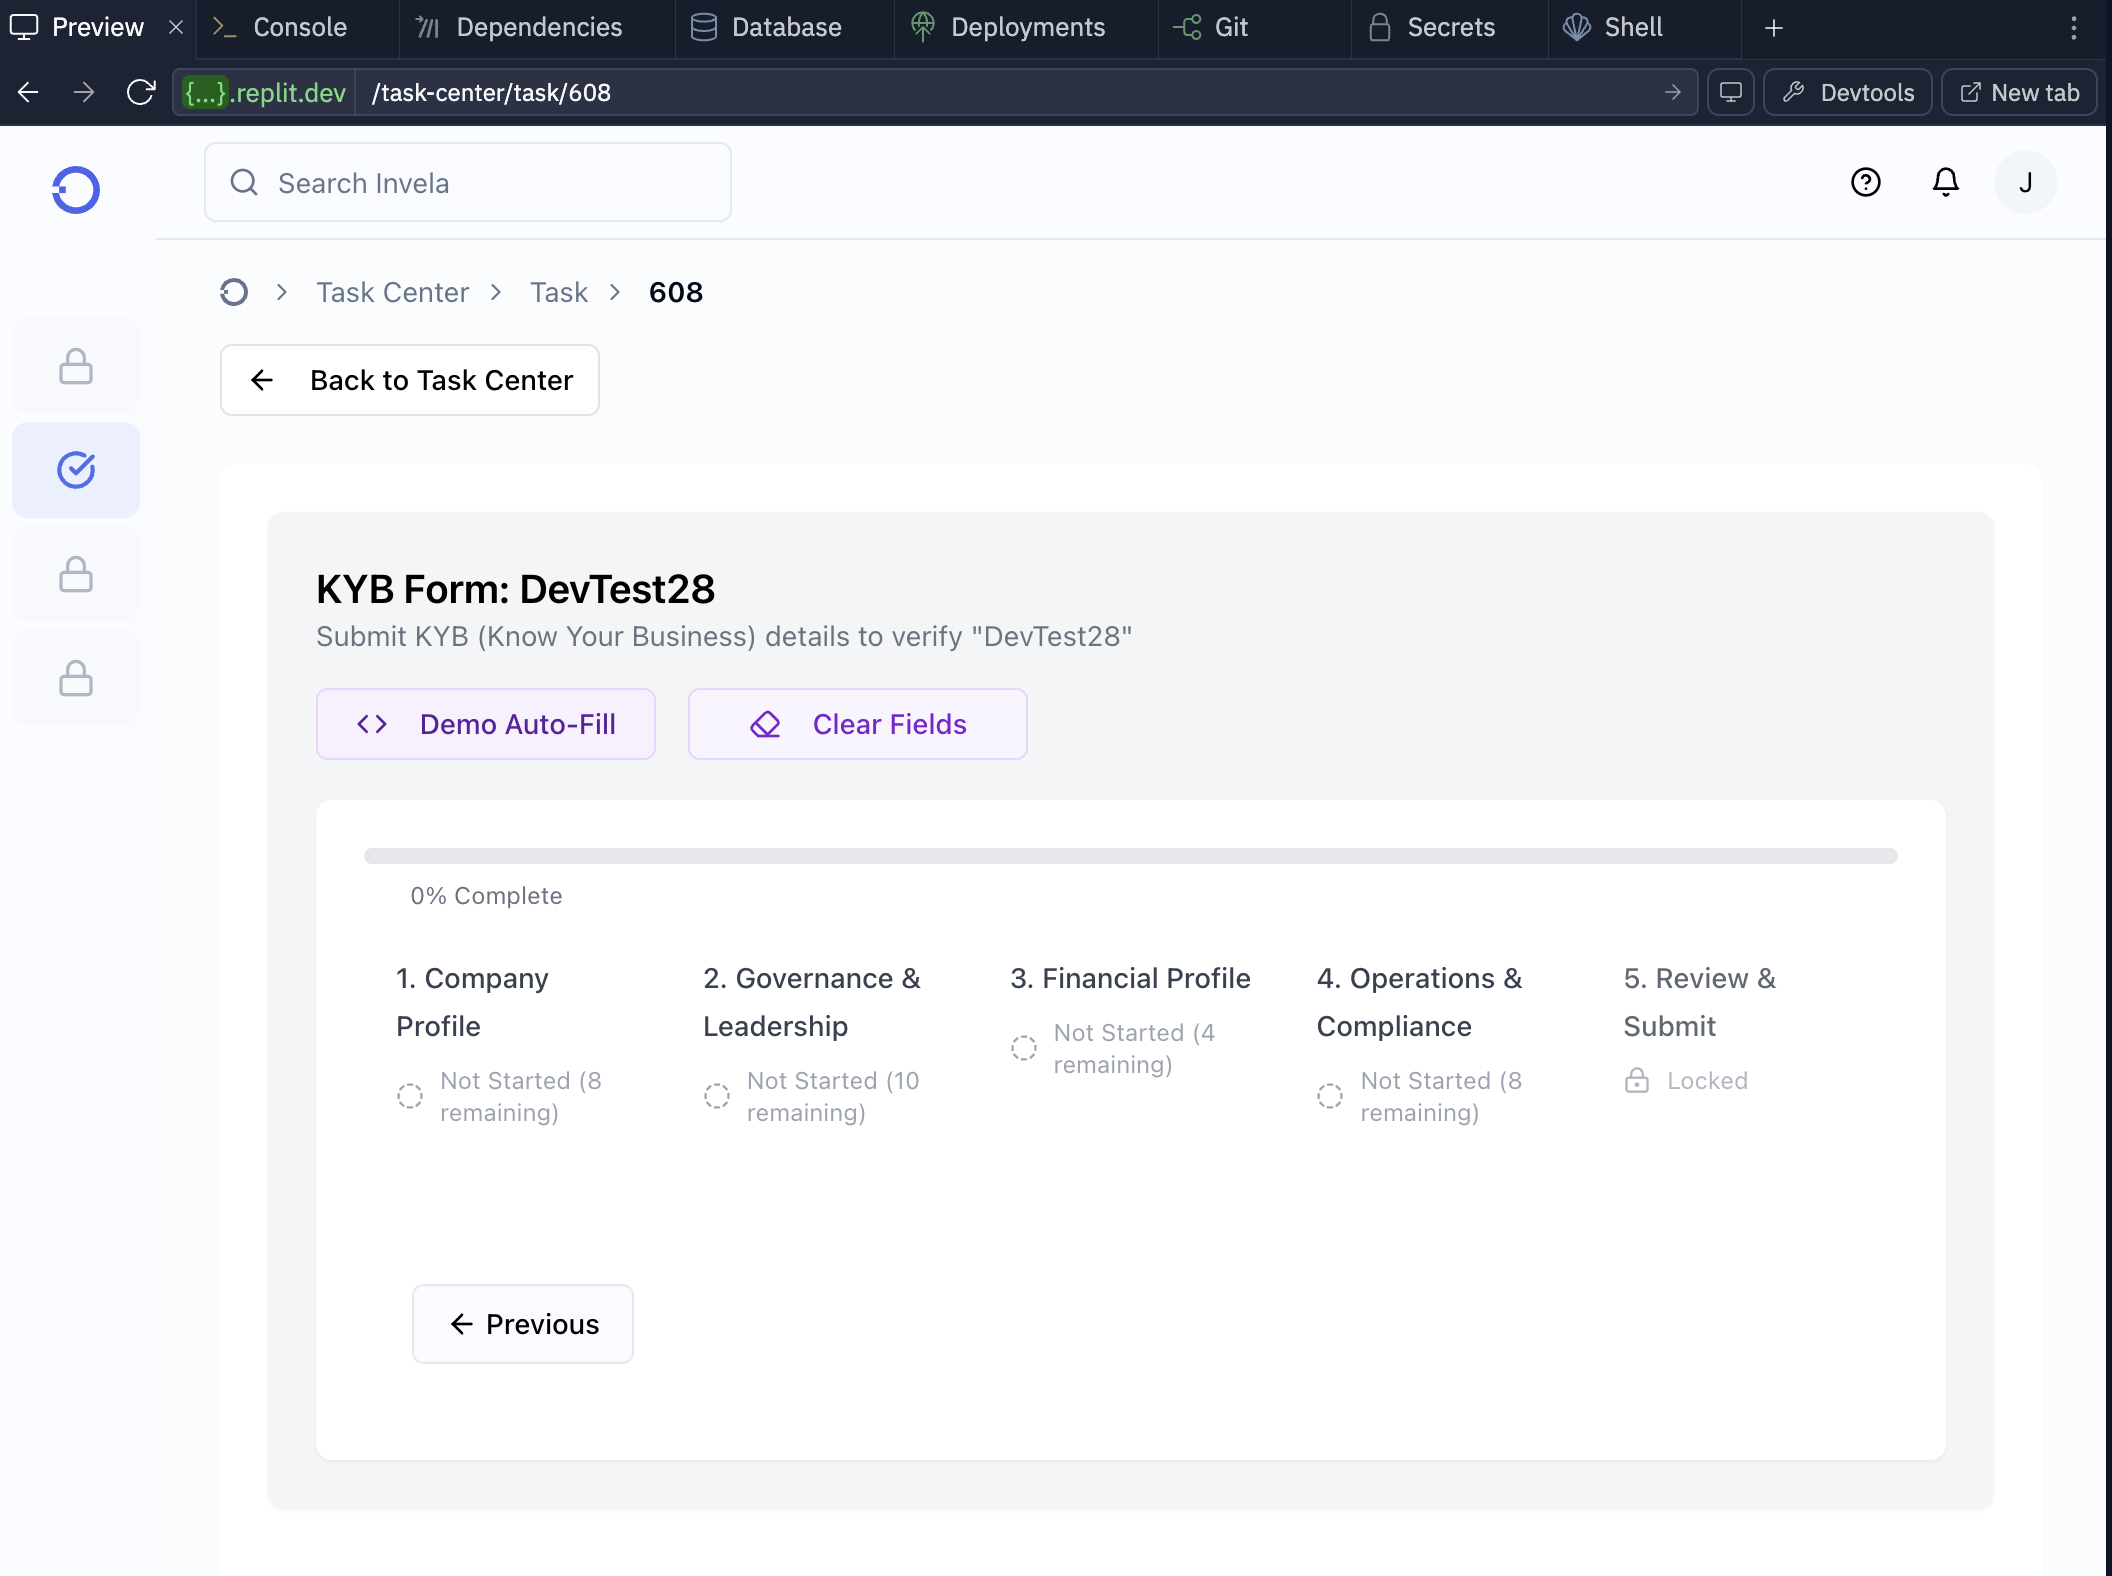 Preview
Console
Dependencies
Database
Deployments
Git
Secrets
Shell
{...}.replit.dev
/task-center/task/608
Devtools
New tab
Search Invela
J
Task Center
Task
608
Back to Task Center
KYB Form: DevTest28
Submit KYB (Know Your Business) details to verify "DevTest28"
Demo Auto-Fill
Clear Fields
0% Complete
1. Company
Profile
Not Started (8
remaining)
2. Governance &
Leadership
Not Started (10
remaining)
3. Financial Profile
Not Started (4
remaining)
4. Operations &
Compliance
Not Started (8
remaining)
5. Review &
Submit
Locked
Previous